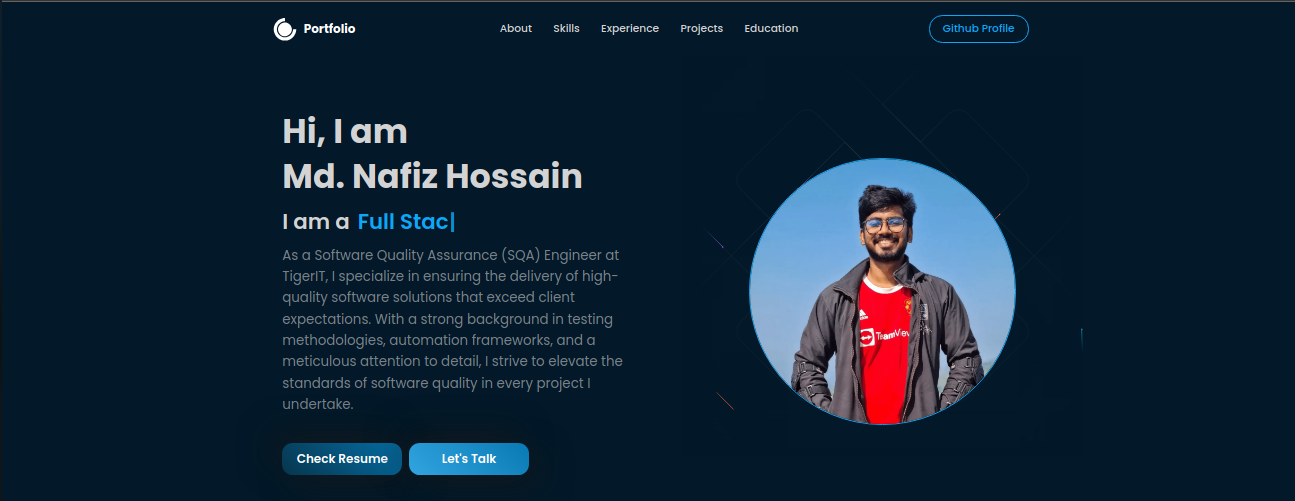 Portfolio
About
Skills
Experience
Projects
Education
Github Profile
Hi, I am
Md. Nafiz Hossain
I am a Full Stac|
As a Software Quality Assurance (SQA) Engineer at
TigerIT, I specialize in ensuring the delivery of high-
quality software solutions that exceed client
expectations. With a strong background in testing
methodologies, automation frameworks, and a
meticulous attention to detail, I strive to elevate the
standards of software quality in every project I
undertake.
TeamView
Check Resume
Let's Talk